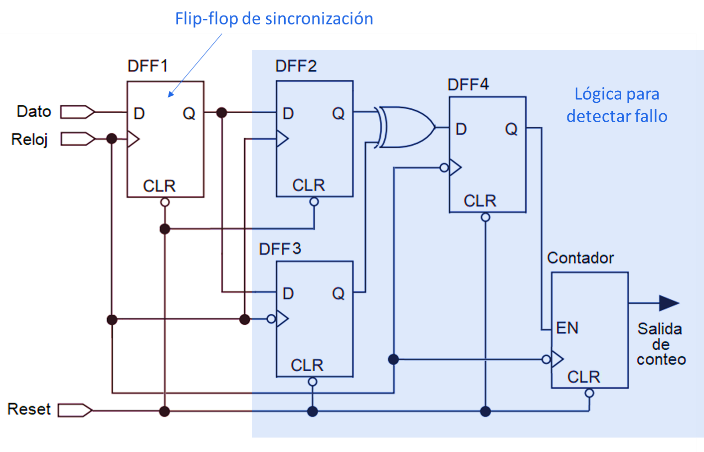 Flip-flop de sincronización
DFF1
DFF2
DFF4
Lógica para
detectar fallo
Dato
D
Q
D
Q
D
Q
Reloj
CLR
CLR
CLR
DFF3
Contador
D
Q
EN
Salida
de
conteo
CLR
CLR
Reset